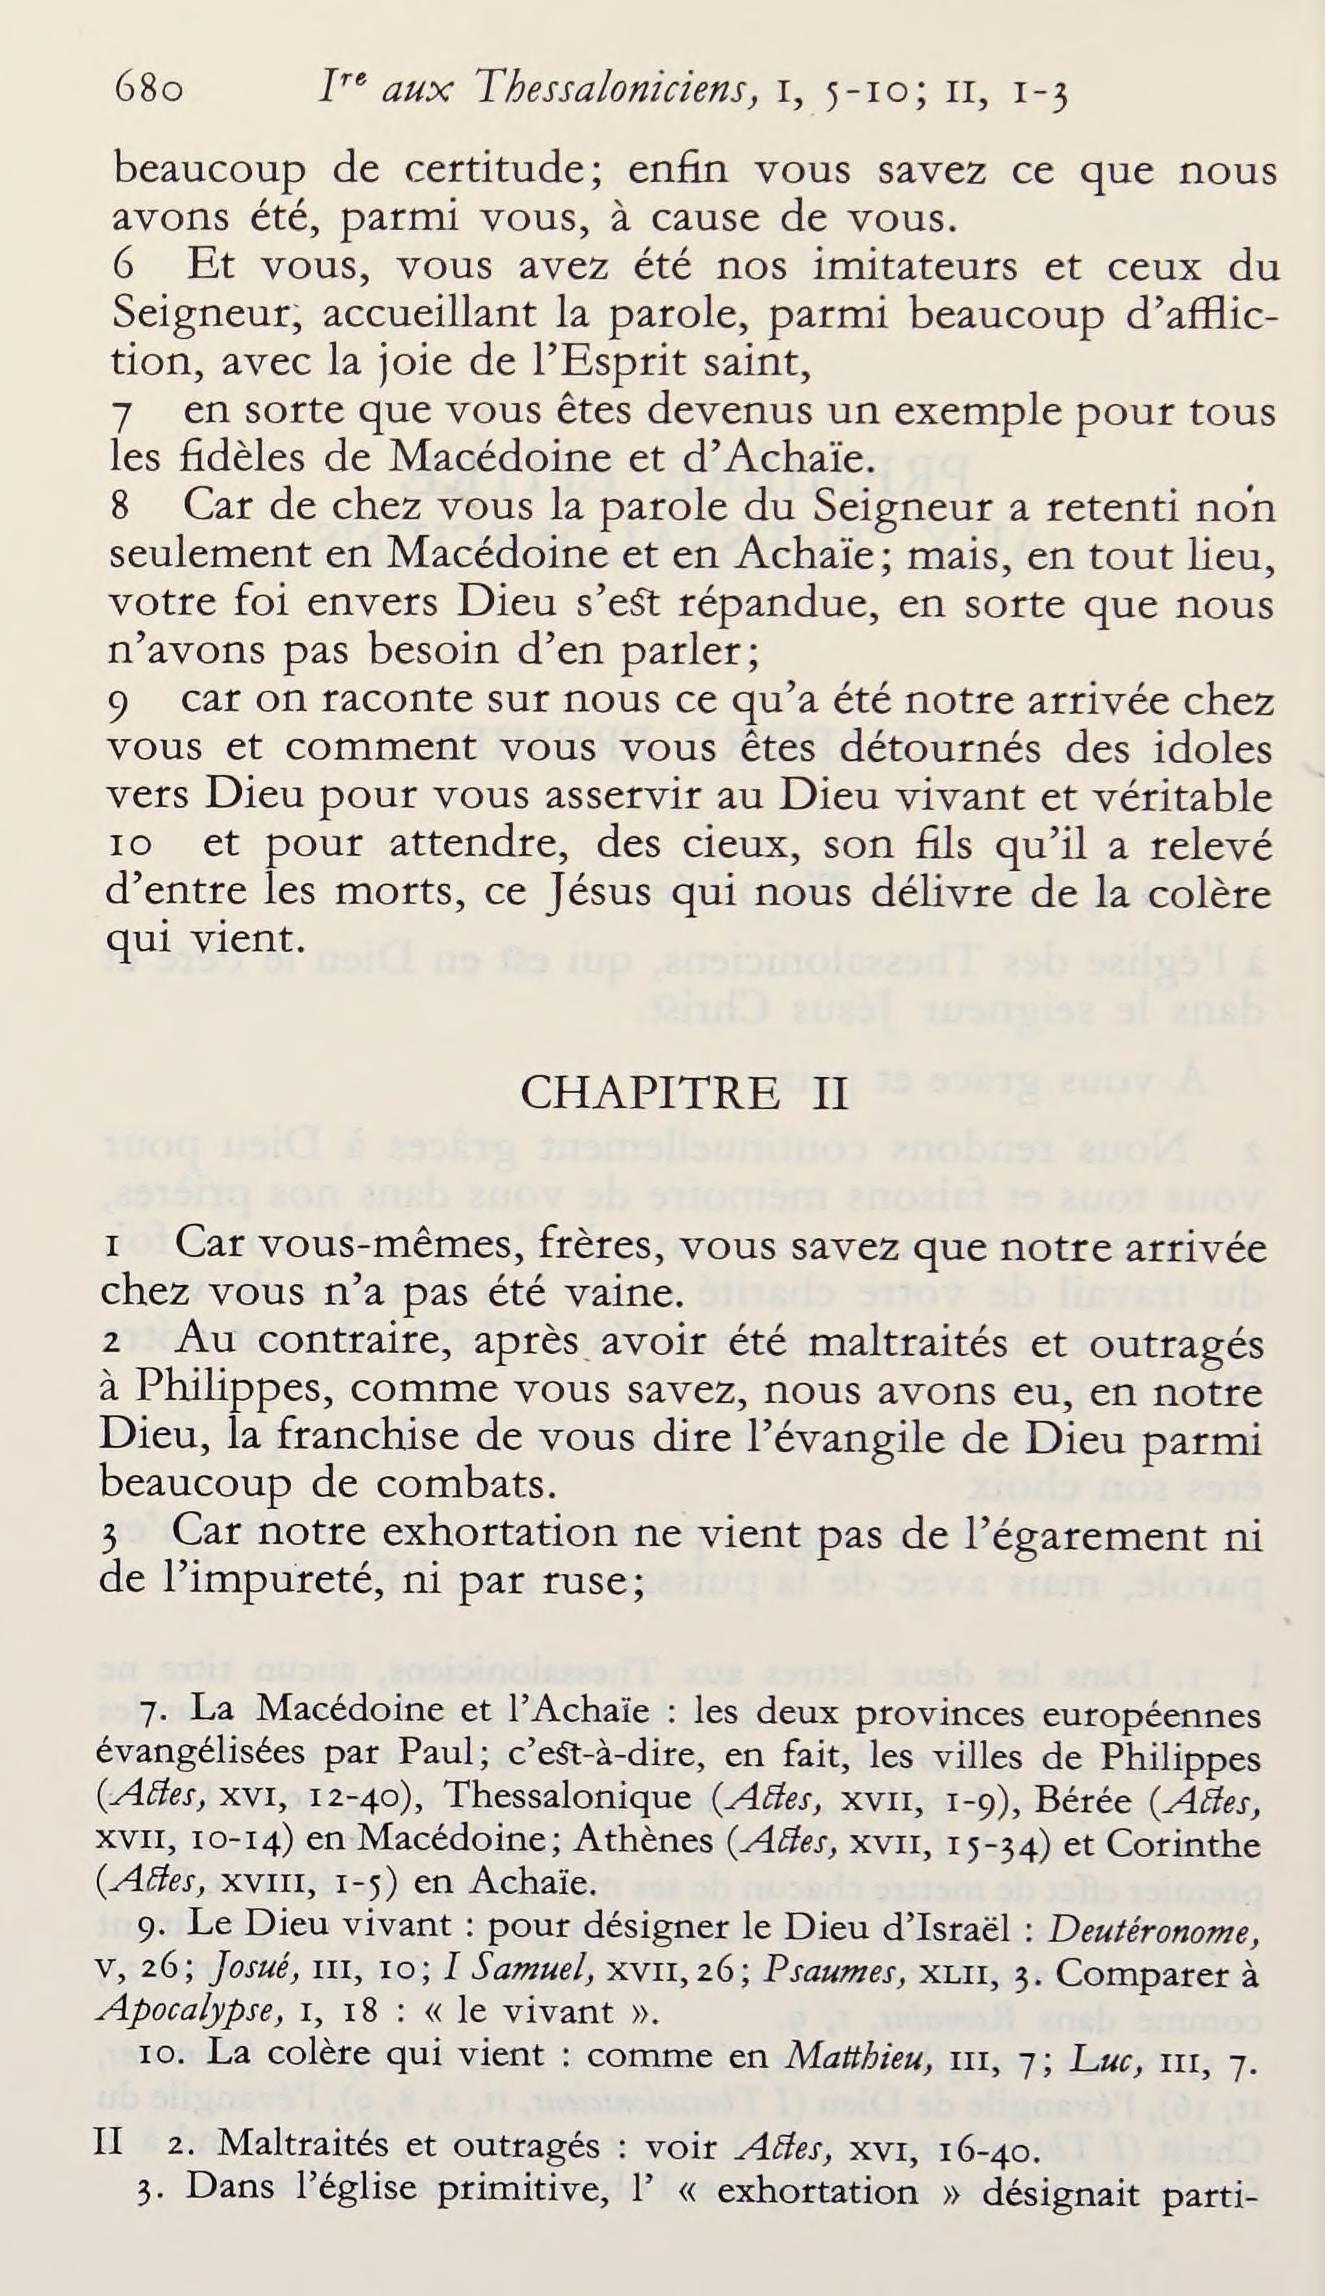 680 Iʳᵉ aux Thessaloniciens, I, 5-10; II, 1-3
beaucoup de certitude; enfin vous savez ce que nous
avons été, parmi vous, à cause de vous.
6 Et vous, vous avez été nos imitateurs et ceux du
Seigneur, accueillant la parole, parmi beaucoup d’afflic-
tion, avec la joie de l’Esprit saint,
7 en sorte que vous êtes devenus un exemple pour tous
les fidèles de Macédoine et d’Achaïe.
8 Car de chez vous la parole du Seigneur a retenti non
seulement en Macédoine et en Achaïe; mais, en tout lieu,
votre foi envers Dieu s’est répandue, en sorte que nous
n’avons pas besoin d’en parler;
9 car on raconte sur nous ce qu’a été notre arrivée chez
vous et comment vous vous êtes détournés des idoles
vers Dieu pour vous asservir au Dieu vivant et véritable
10 et pour attendre, des cieux, son fils qu’il a relevé
d’entre les morts, ce Jésus qui nous délivre de la colère
qui vient.
CHAPITRE II
1 Car vous-mêmes, frères, vous savez que notre arrivée
chez vous n’a pas été vaine.
2 Au contraire, après avoir été maltraités et outragés
à Philippes, comme vous savez, nous avons eu, en notre
Dieu, la franchise de vous dire l’évangile de Dieu parmi
beaucoup de combats.
3 Car notre exhortation ne vient pas de l’égarement ni
de l’impureté, ni par ruse;
7. La Macédoine et l’Achaïe : les deux provinces européennes
évangélisées par Paul; c’est-à-dire, en fait, les villes de Philippes
(Actes, XVI, 12-40), Thessalonique (Actes, XVII, 1-9), Bérée (Actes,
XVII, 10-14) en Macédoine; Athènes (Actes, XVII, 15-34) et Corinthe
(Actes, XVIII, 1-5) en Achaïe.
9. Le Dieu vivant : pour désigner le Dieu d’Israël : Deutéronome,
V, 26; Josué, III, 10; I Samuel, XVII, 26; Psaumes, XLII, 3. Comparer à
Apocalypse, I, 18 : « le vivant ».
10. La colère qui vient : comme en Matthieu, III, 7; Luc, III, 7.
II 2. Maltraités et outragés : voir Actes, XVI, 16-40.
3. Dans l’église primitive, l’ « exhortation » désignait parti-